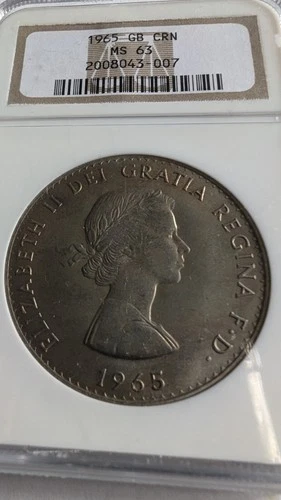 1965 GB CRN
MS 63
2008043-007
ELIZABETH II DEI GRATIA REGINA F·D·
1965